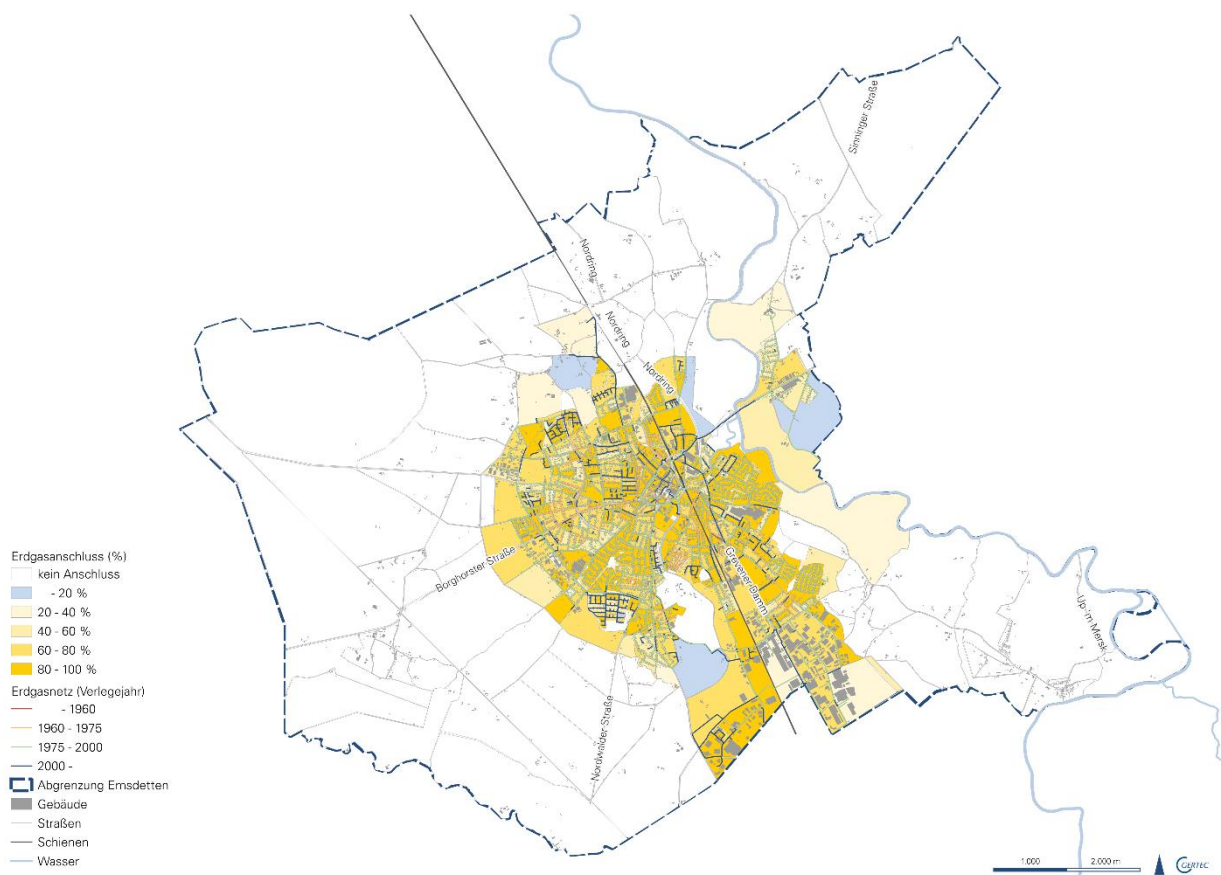 Sinninger Straße
Nordring
Nordring
Nordring
Borghorster Straße
Grevener Damm
Up´m Mersk
Nordwalder Straße
Erdgasanschluss (%)
kein Anschluss
- 20 %
20 - 40 %
40 - 60 %
60 - 80 %
80 - 100 %
Erdgasnetz (Verlegejahr)
- 1960
1960 - 1975
1975 - 2000
2000 -
Abgrenzung Emsdetten
Gebäude
Straßen
Schienen
Wasser
1.000 2.000 m
GERTEC